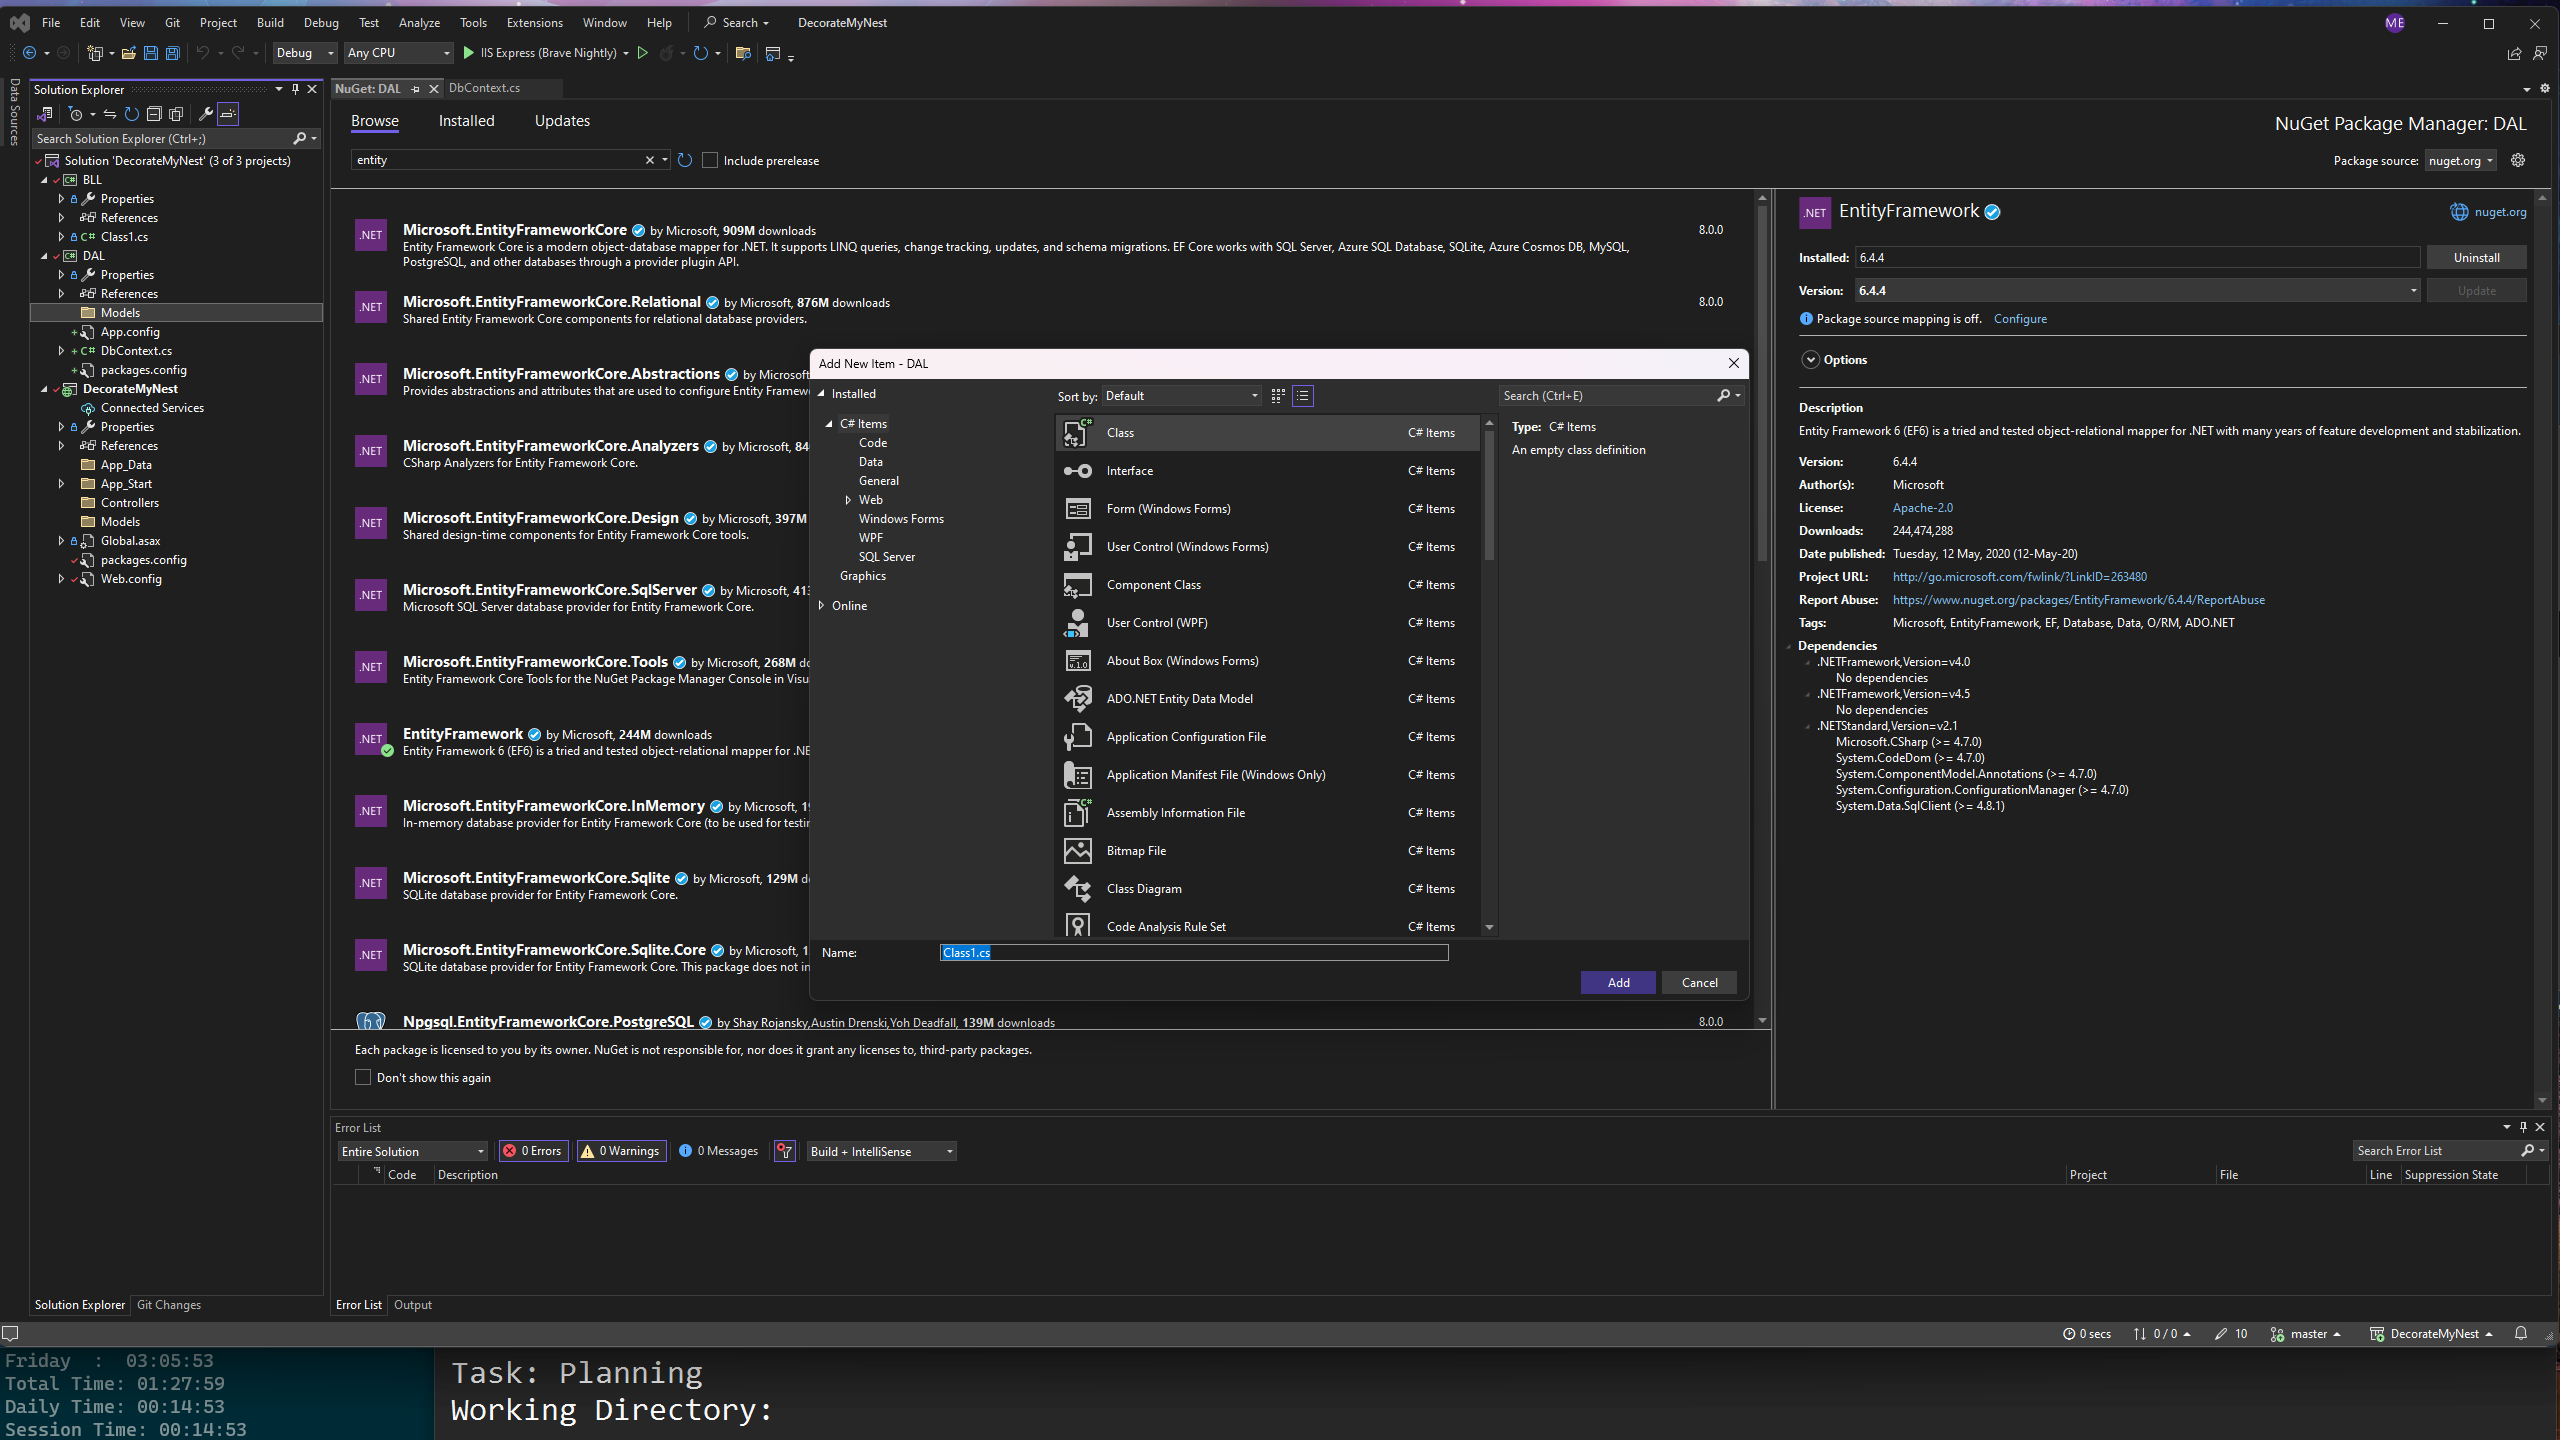 File Edit View Git Project Build Debug Test Analyze Tools Extensions Window Help Search DecorateMyNest ME
Debug Any CPU IIS Express (Brave Nightly)
Data Sources
Solution Explorer
Search Solution Explorer (Ctrl+;)
Solution 'DecorateMyNest' (3 of 3 projects)
BLL
Properties
References
C# Class1.cs
DAL
Properties
References
Models
App.config
C# DbContext.cs
packages.config
DecorateMyNest
Connected Services
Properties
References
App_Data
App_Start
Controllers
Models
Global.asax
packages.config
Web.config
Solution Explorer Git Changes
NuGet: DAL DbContext.cs
Browse Installed Updates
NuGet Package Manager: DAL
entity Include prerelease
Package source: nuget.org
.NET Microsoft.EntityFrameworkCore by Microsoft, 909M downloads 8.0.0
Entity Framework Core is a modern object-database mapper for .NET. It supports LINQ queries, change tracking, updates, and schema migrations. EF Core works with SQL Server, Azure SQL Database, SQLite, Azure Cosmos DB, MySQL,
PostgreSQL, and other databases through a provider plugin API.
.NET Microsoft.EntityFrameworkCore.Relational by Microsoft, 876M downloads 8.0.0
Shared Entity Framework Core components for relational database providers.
.NET Microsoft.EntityFrameworkCore.Abstractions by Microsoft,
Provides abstractions and attributes that are used to configure Entity Framew
.NET Microsoft.EntityFrameworkCore.Analyzers by Microsoft, 84
CSharp Analyzers for Entity Framework Core.
.NET Microsoft.EntityFrameworkCore.Design by Microsoft, 397M
Shared design-time components for Entity Framework Core tools.
.NET Microsoft.EntityFrameworkCore.SqlServer by Microsoft, 413
Microsoft SQL Server database provider for Entity Framework Core.
.NET Microsoft.EntityFrameworkCore.Tools by Microsoft, 268M do
Entity Framework Core Tools for the NuGet Package Manager Console in Visu
.NET EntityFramework by Microsoft, 244M downloads
Entity Framework 6 (EF6) is a tried and tested object-relational mapper for .NE
.NET Microsoft.EntityFrameworkCore.InMemory by Microsoft, 19
In-memory database provider for Entity Framework Core (to be used for testin
.NET Microsoft.EntityFrameworkCore.Sqlite by Microsoft, 129M d
SQLite database provider for Entity Framework Core.
.NET Microsoft.EntityFrameworkCore.Sqlite.Core by Microsoft, 1
SQLite database provider for Entity Framework Core. This package does not in
Npgsql.EntityFrameworkCore.PostgreSQL by Shay Rojansky,Austin Drenski,Yoh Deadfall, 139M downloads 8.0.0
Each package is licensed to you by its owner. NuGet is not responsible for, nor does it grant any licenses to, third-party packages.
Don't show this again
Add New Item - DAL
Installed
C# Items
Code
Data
General
Web
Windows Forms
WPF
SQL Server
Graphics
Online
Sort by: Default
Class C# Items
Interface C# Items
Form (Windows Forms) C# Items
User Control (Windows Forms) C# Items
Component Class C# Items
User Control (WPF) C# Items
About Box (Windows Forms) C# Items
ADO.NET Entity Data Model C# Items
Application Configuration File C# Items
Application Manifest File (Windows Only) C# Items
Assembly Information File C# Items
Bitmap File C# Items
Class Diagram C# Items
Code Analysis Rule Set C# Items
Search (Ctrl+E)
Type: C# Items
An empty class definition
Name: Class1.cs
Add Cancel
.NET EntityFramework nuget.org
Installed: 6.4.4 Uninstall
Version: 6.4.4 Update
Package source mapping is off. Configure
Options
Description
Entity Framework 6 (EF6) is a tried and tested object-relational mapper for .NET with many years of feature development and stabilization.
Version: 6.4.4
Author(s): Microsoft
License: Apache-2.0
Downloads: 244,474,288
Date published: Tuesday, 12 May, 2020 (12-May-20)
Project URL: http://go.microsoft.com/fwlink/?LinkID=263480
Report Abuse: https://www.nuget.org/packages/EntityFramework/6.4.4/ReportAbuse
Tags: Microsoft, EntityFramework, EF, Database, Data, O/RM, ADO.NET
Dependencies
.NETFramework,Version=v4.0
No dependencies
.NETFramework,Version=v4.5
No dependencies
.NETStandard,Version=v2.1
Microsoft.CSharp (>= 4.7.0)
System.CodeDom (>= 4.7.0)
System.ComponentModel.Annotations (>= 4.7.0)
System.Configuration.ConfigurationManager (>= 4.7.0)
System.Data.SqlClient (>= 4.8.1)
Error List
Entire Solution 0 Errors 0 Warnings 0 Messages Build + IntelliSense Search Error List
Code Description Project File Line Suppression State
Error List Output
0 secs 0 / 0 10 master DecorateMyNest
Friday : 03:05:53
Total Time: 01:27:59
Daily Time: 00:14:53
Session Time: 00:14:53
Task: Planning
Working Directory: